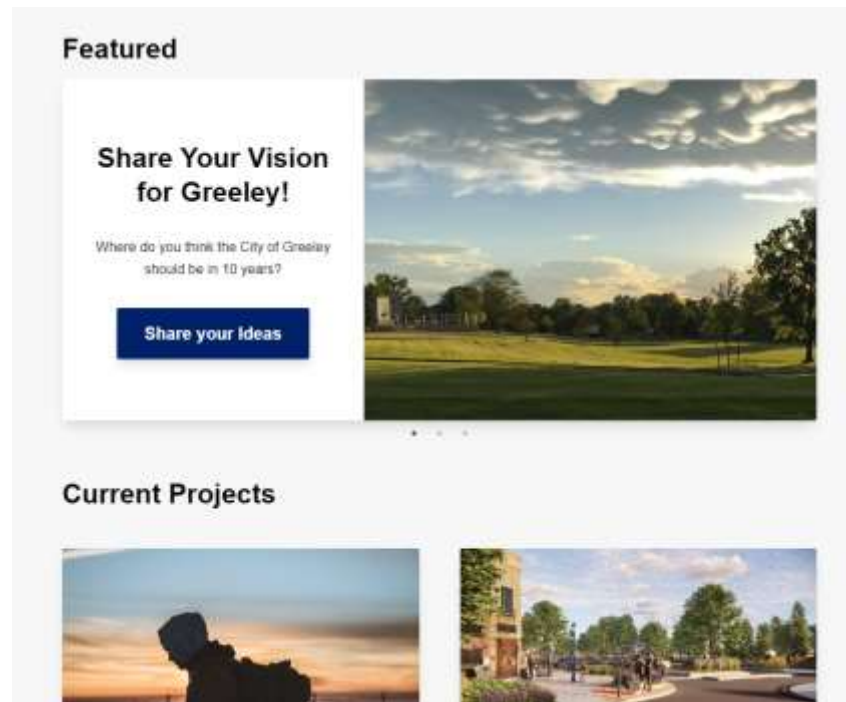 Featured
Share Your Vision
for Greeley!
Where do you think the City of Greeley
should be in 10 years?
Share your Ideas
Current Projects